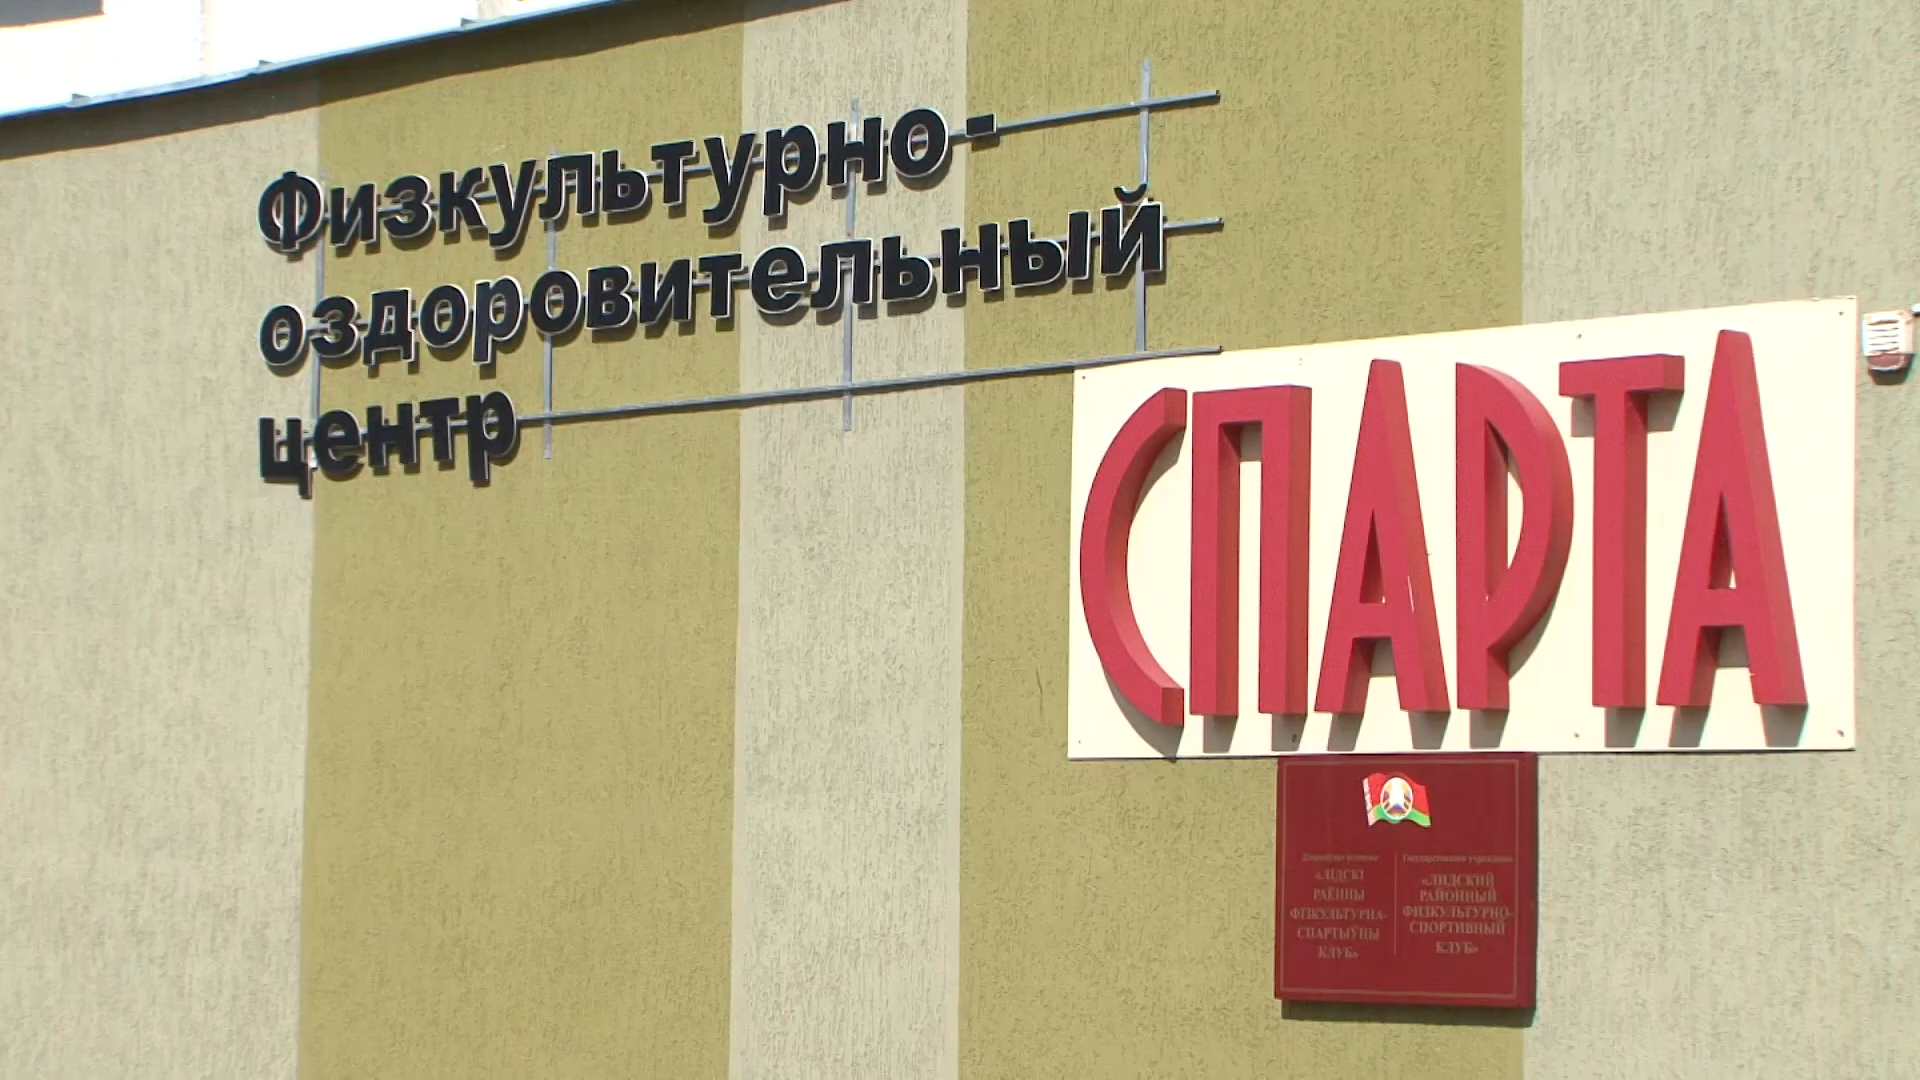 Физкультурно-
оздоровительный
центр
СПАРТА
Дзяржаўная ўстанова
«ЛІДСКІ
РАЁННЫ
ФІЗКУЛЬТУРНА-
СПАРТЫЎНЫ
КЛУБ»
Государственное учреждение
«ЛИДСКИЙ
РАЙОННЫЙ
ФИЗКУЛЬТУРНО-
СПОРТИВНЫЙ
КЛУБ»